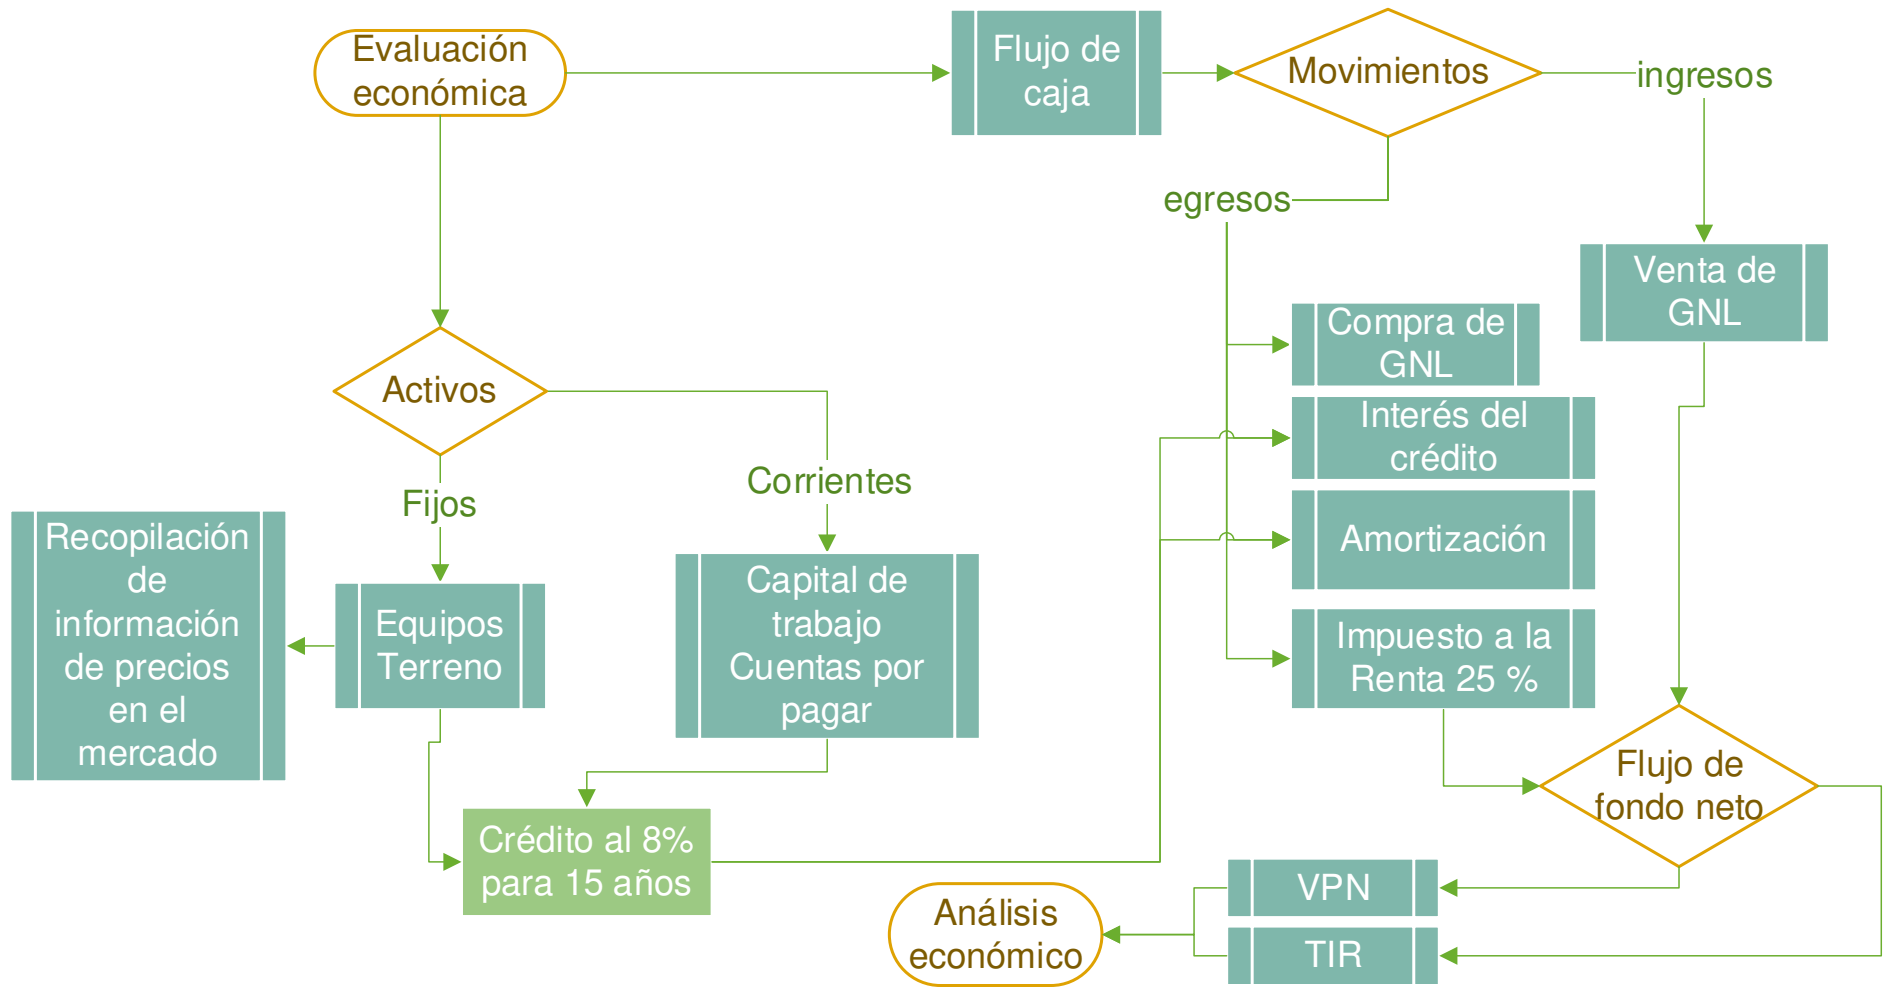 Evaluación
económica
Flujo de
caja
Movimientos
ingresos
egresos
Venta de
GNL
Compra de
GNL
Interés del
crédito
Amortización
Impuesto a la
Renta 25 %
Activos
Fijos
Corrientes
Recopilación
de
información
de precios
en el
mercado
Equipos
Terreno
Capital de
trabajo
Cuentas por
pagar
Crédito al 8%
para 15 años
Flujo de
fondo neto
VPN
TIR
Análisis
económico